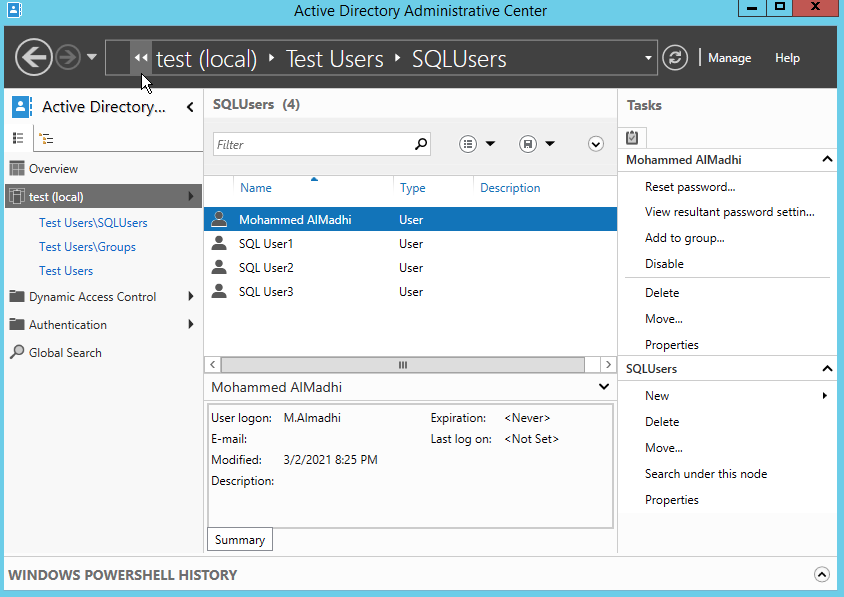 Active Directory Administrative Center
test (local) Test Users SQLUsers
Manage
Help
Active Directory...
Overview
test (local)
Test Users\SQLUsers
Test Users\Groups
Test Users
Dynamic Access Control
Authentication
Global Search
SQLUsers (4)
Filter
Name Type Description
Mohammed AlMadhi User
SQL User1 User
SQL User2 User
SQL User3 User
Mohammed AlMadhi
User logon: M.Almadhi Expiration: <Never>
E-mail: Last log on: <Not Set>
Modified: 3/2/2021 8:25 PM
Description:
Summary
Tasks
Mohammed AlMadhi
Reset password...
View resultant password settin...
Add to group...
Disable
Delete
Move...
Properties
SQLUsers
New
Delete
Move...
Search under this node
Properties
WINDOWS POWERSHELL HISTORY